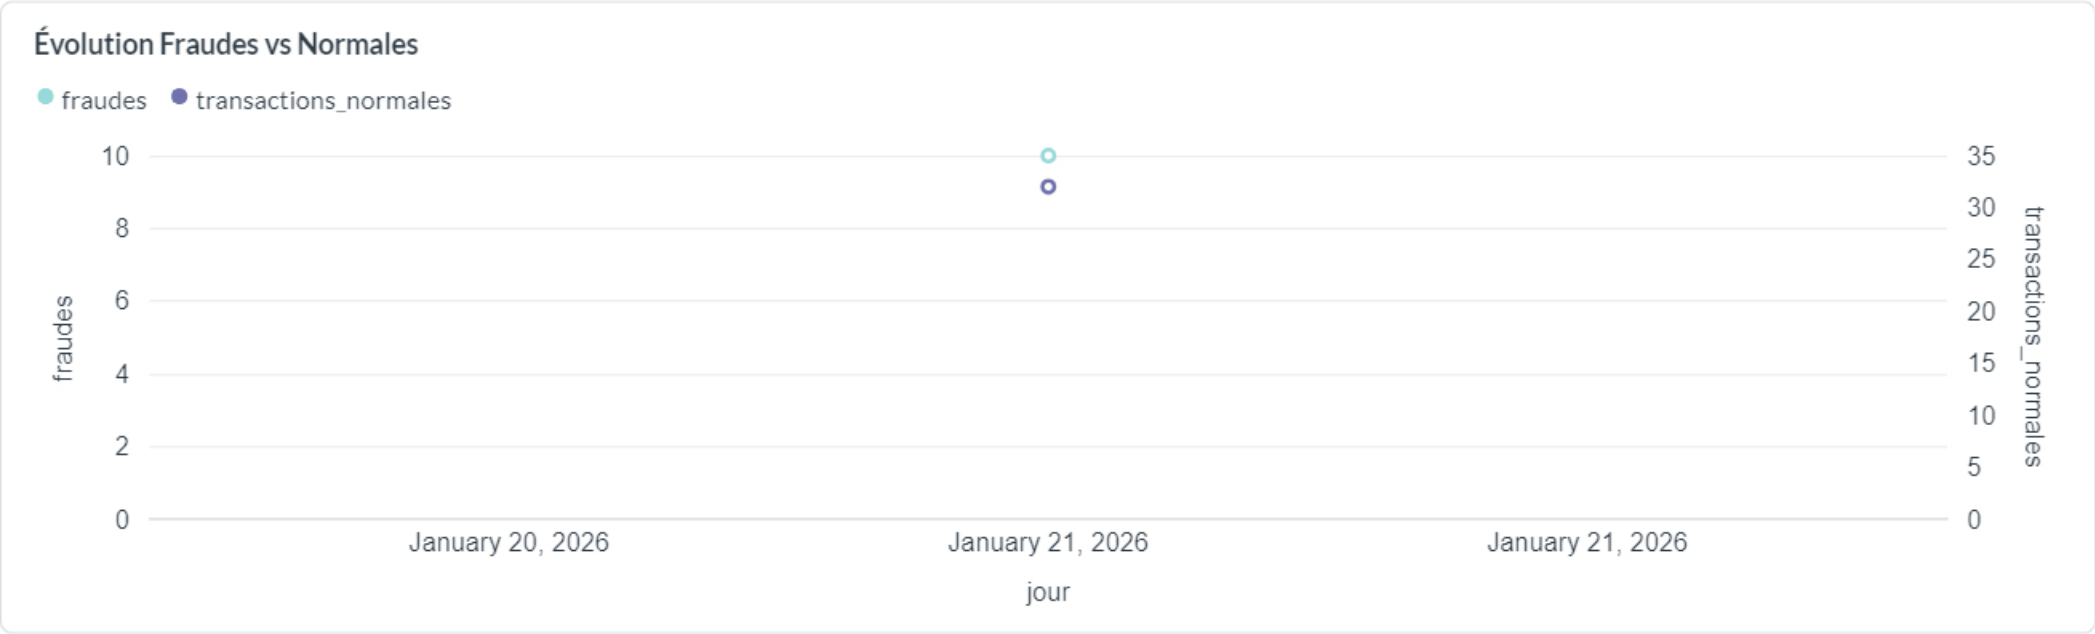 Évolution Fraudes vs Normales
fraudes transactions_normales
10 35
30
8
25
6
20
4 15
10
2
5
0 0
fraudes
transactions_normales
January 20, 2026 January 21, 2026 January 21, 2026
jour